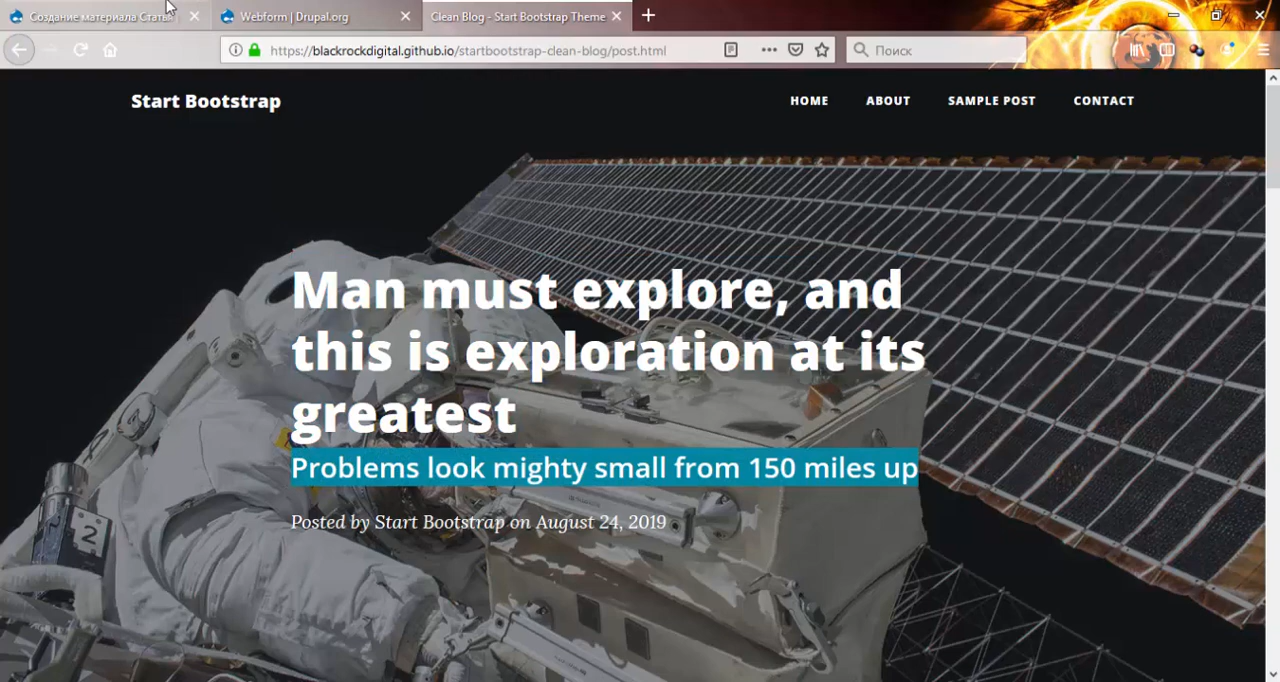 Создание материала Стать
Webform | Drupal.org
Clean Blog - Start Bootstrap Theme
https://blackrockdigital.github.io/startbootstrap-clean-blog/post.html
Поиск
Start Bootstrap
HOME
ABOUT
SAMPLE POST
CONTACT
Man must explore, and
this is exploration at its
greatest
Problems look mighty small from 150 miles up
Posted by Start Bootstrap on August 24, 2019
2